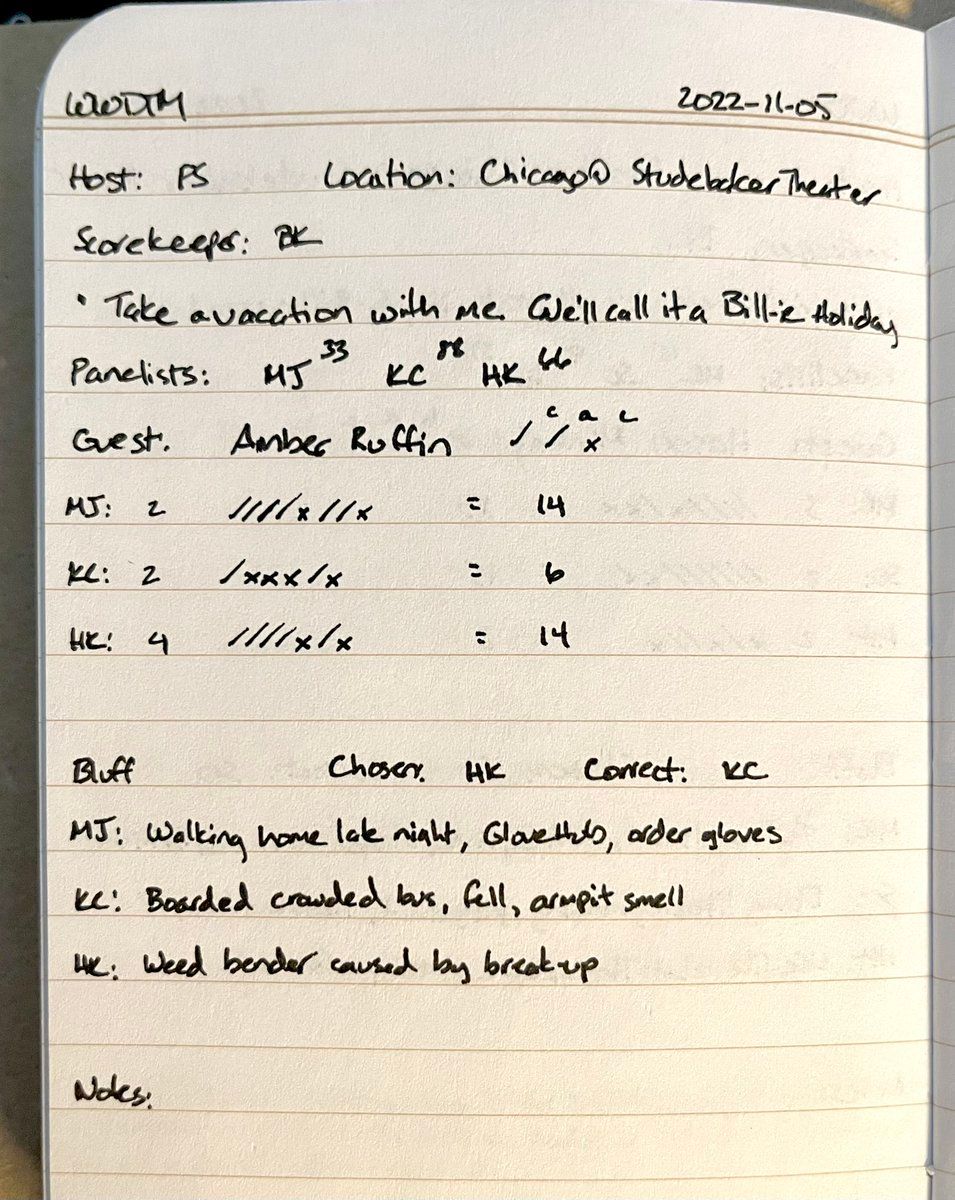 WWDTM 2022-11-05
Host: PS Location: Chicago @ Studebaker Theater
Scorekeeper: BK
• Take a vacation with me. We'll call it a Bill-ie Holiday
Panelists: MJ 33 KC 88 HK 66
Guest. Amber Ruffin / / x c a c
MJ: 2 ////x//x = 14
KC: 2 /xxx/x = 6
HK: 4 ////x/x = 14
Bluff Chosen: HK Correct: KC
MJ: Walking home late night, GloveHub, order gloves
KC: Boarded crowded bus, fell, armpit smell
HK: Weed bender caused by break-up
Notes: